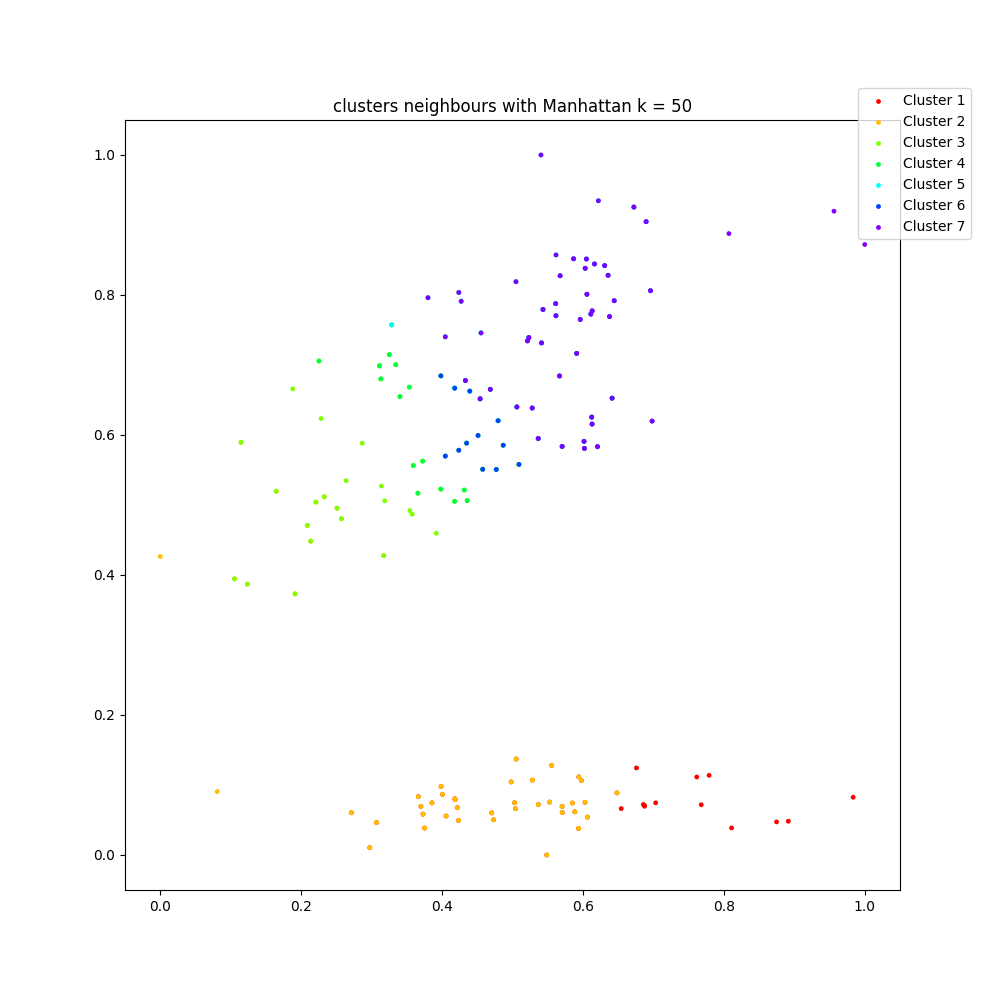 clusters neighbours with Manhattan k = 50
Cluster 1
Cluster 2
Cluster 3
Cluster 4
Cluster 5
Cluster 6
Cluster 7
1.0
0.8
0.6
0.4
0.2
0.0
0.0 0.2 0.4 0.6 0.8 1.0